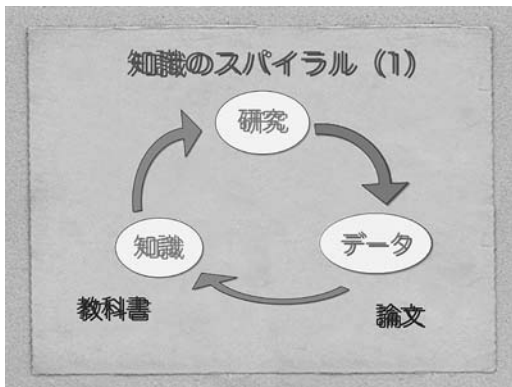 知識のスパイラル（1）
研究
知識
データ
教科書
論文